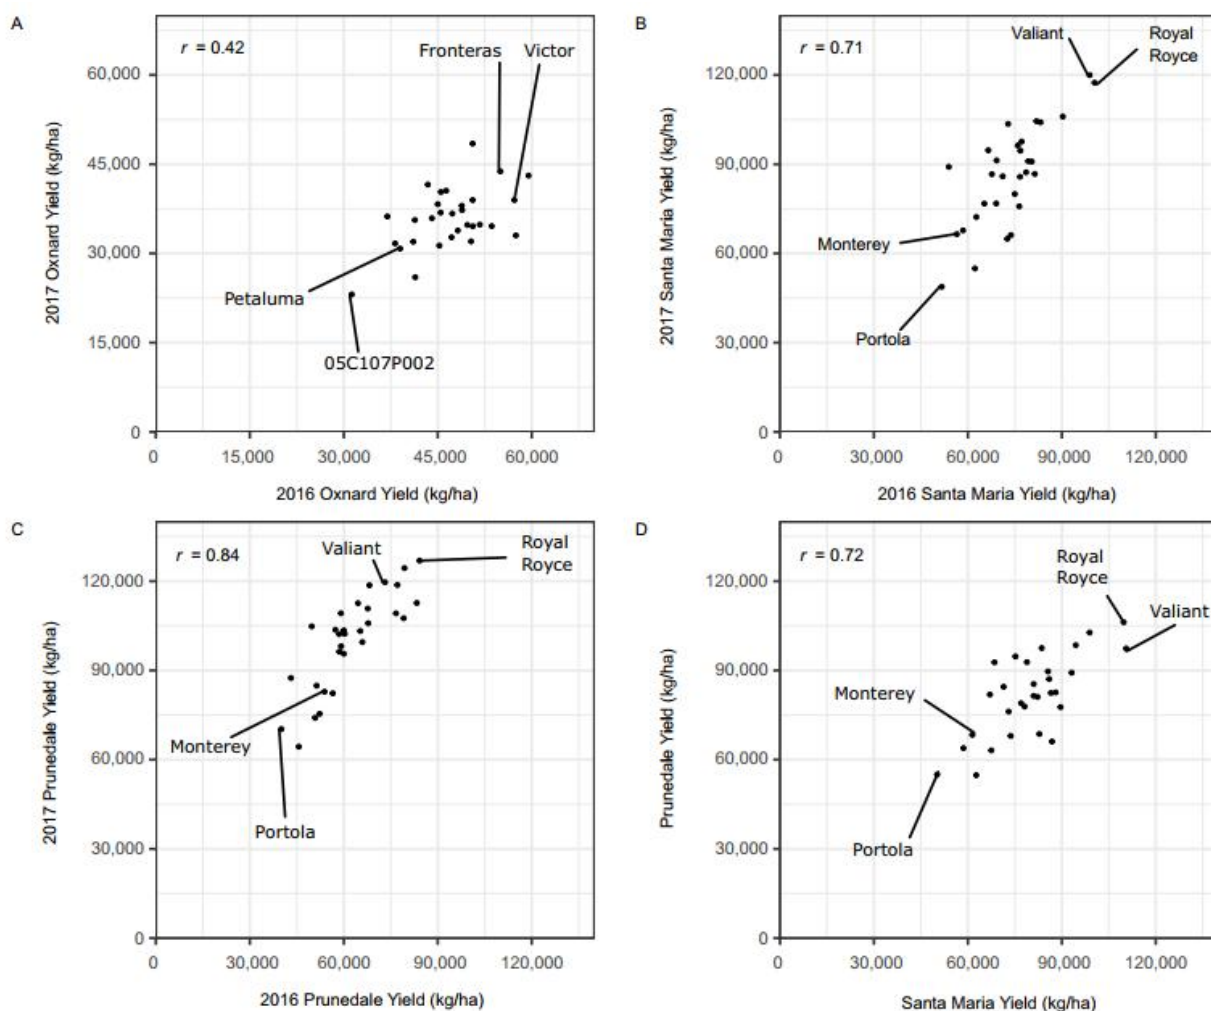 A
r = 0.42
Fronteras
Victor
60,000
45,000
30,000
15,000
0
Petaluma
05C107P002
0
15,000
30,000
45,000
60,000
2017 Oxnard Yield (kg/ha)
2016 Oxnard Yield (kg/ha)
B
r = 0.71
Valiant
Royal
Royce
120,000
90,000
60,000
30,000
0
Monterey
Portola
0
30,000
60,000
90,000
120,000
2017 Santa Maria Yield (kg/ha)
2016 Santa Maria Yield (kg/ha)
C
r = 0.84
Valiant
Royal
Royce
120,000
90,000
60,000
30,000
0
Monterey
Portola
0
30,000
60,000
90,000
120,000
2017 Prunedale Yield (kg/ha)
2016 Prunedale Yield (kg/ha)
D
r = 0.72
Royal
Royce
Valiant
120,000
90,000
60,000
30,000
0
Monterey
Portola
0
30,000
60,000
90,000
120,000
Prunedale Yield (kg/ha)
Santa Maria Yield (kg/ha)